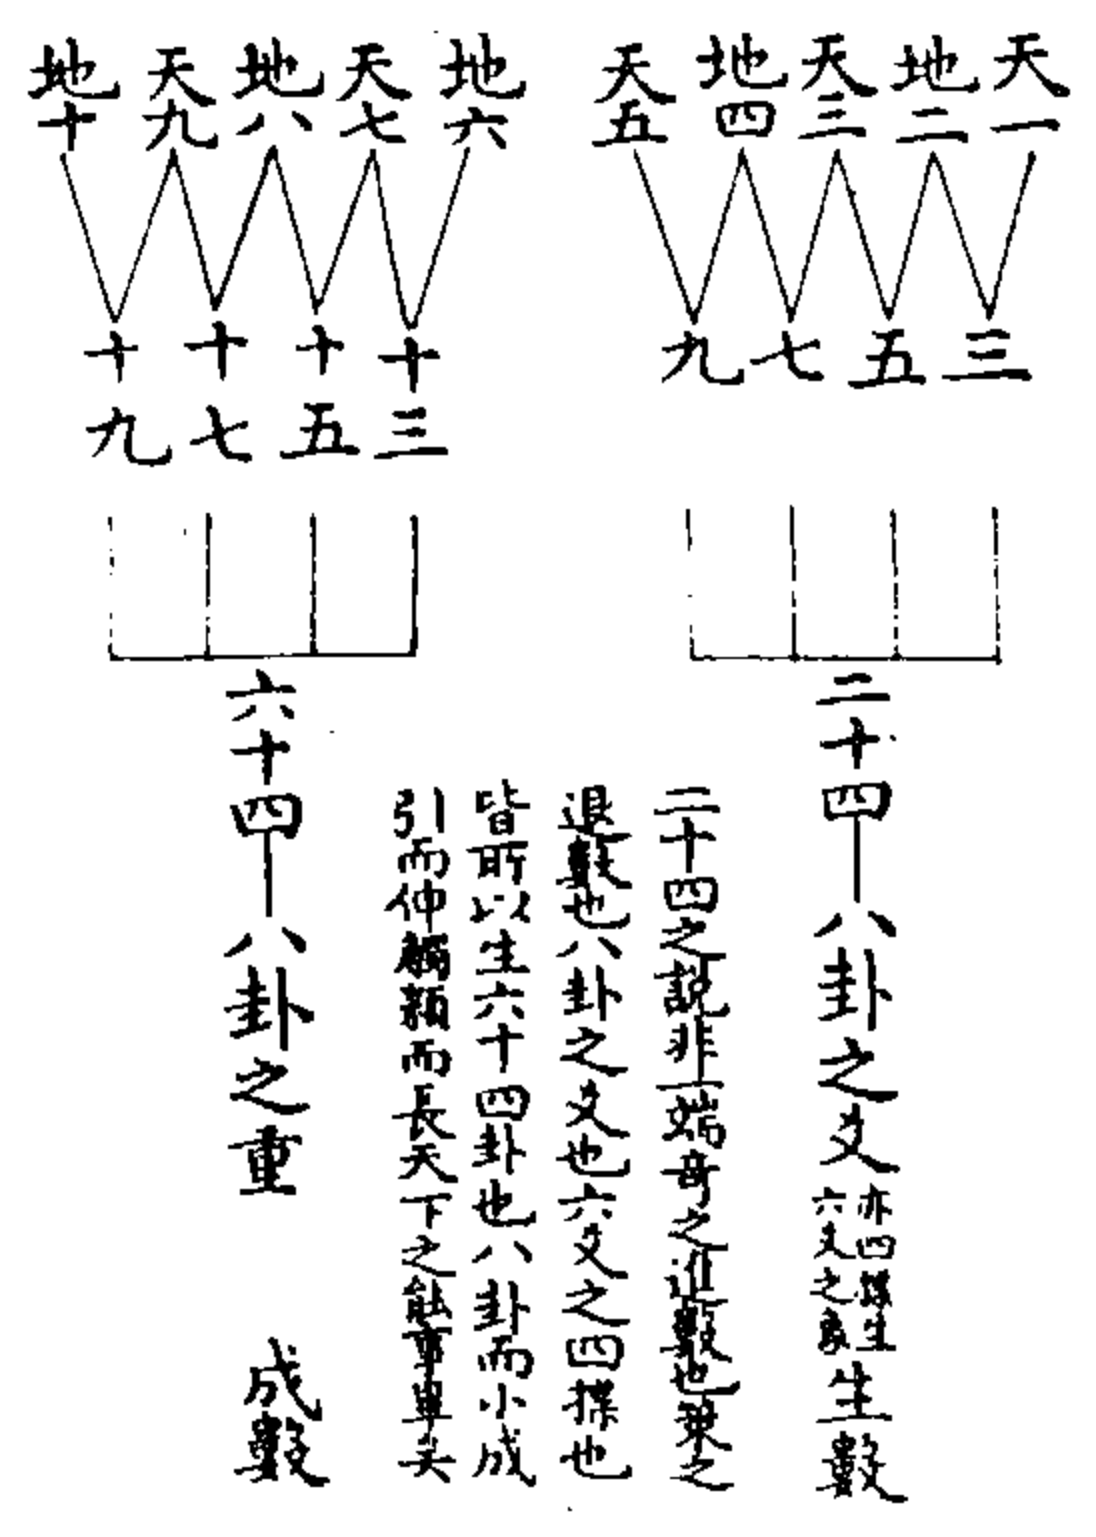 天一
地二
天三
地四
天五
三
五
七
九
二十四
八卦之爻
亦四揲生
六爻之象
生數
二十四之說非一端奇之進數也策之
退數也八卦之爻也六爻之四揲也
皆所以生六十四卦也八卦而小成
引而伸觸類而長天下之能事畢矣
地六
天七
地八
天九
地十
十三
十五
十七
十九
六十四
八卦之重
成數